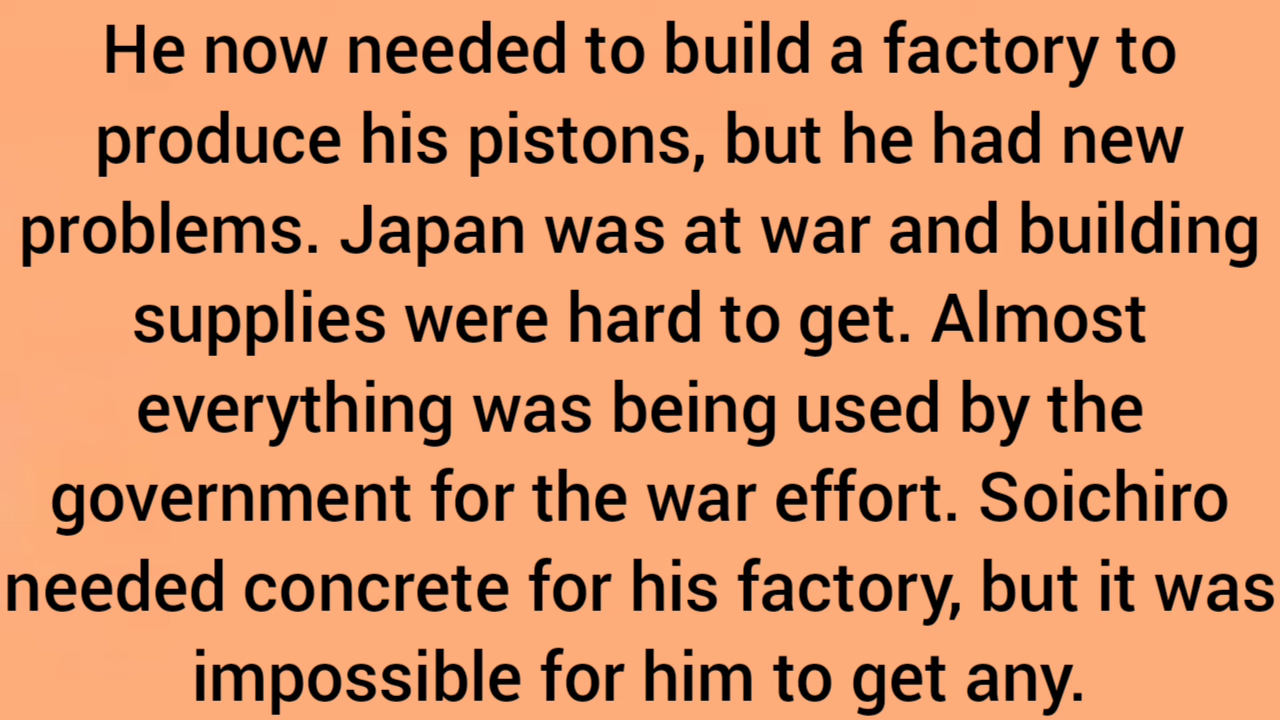 He now needed to build a factory to
produce his pistons, but he had new
problems. Japan was at war and building
supplies were hard to get. Almost
everything was being used by the
government for the war effort. Soichiro
needed concrete for his factory, but it was
impossible for him to get any.